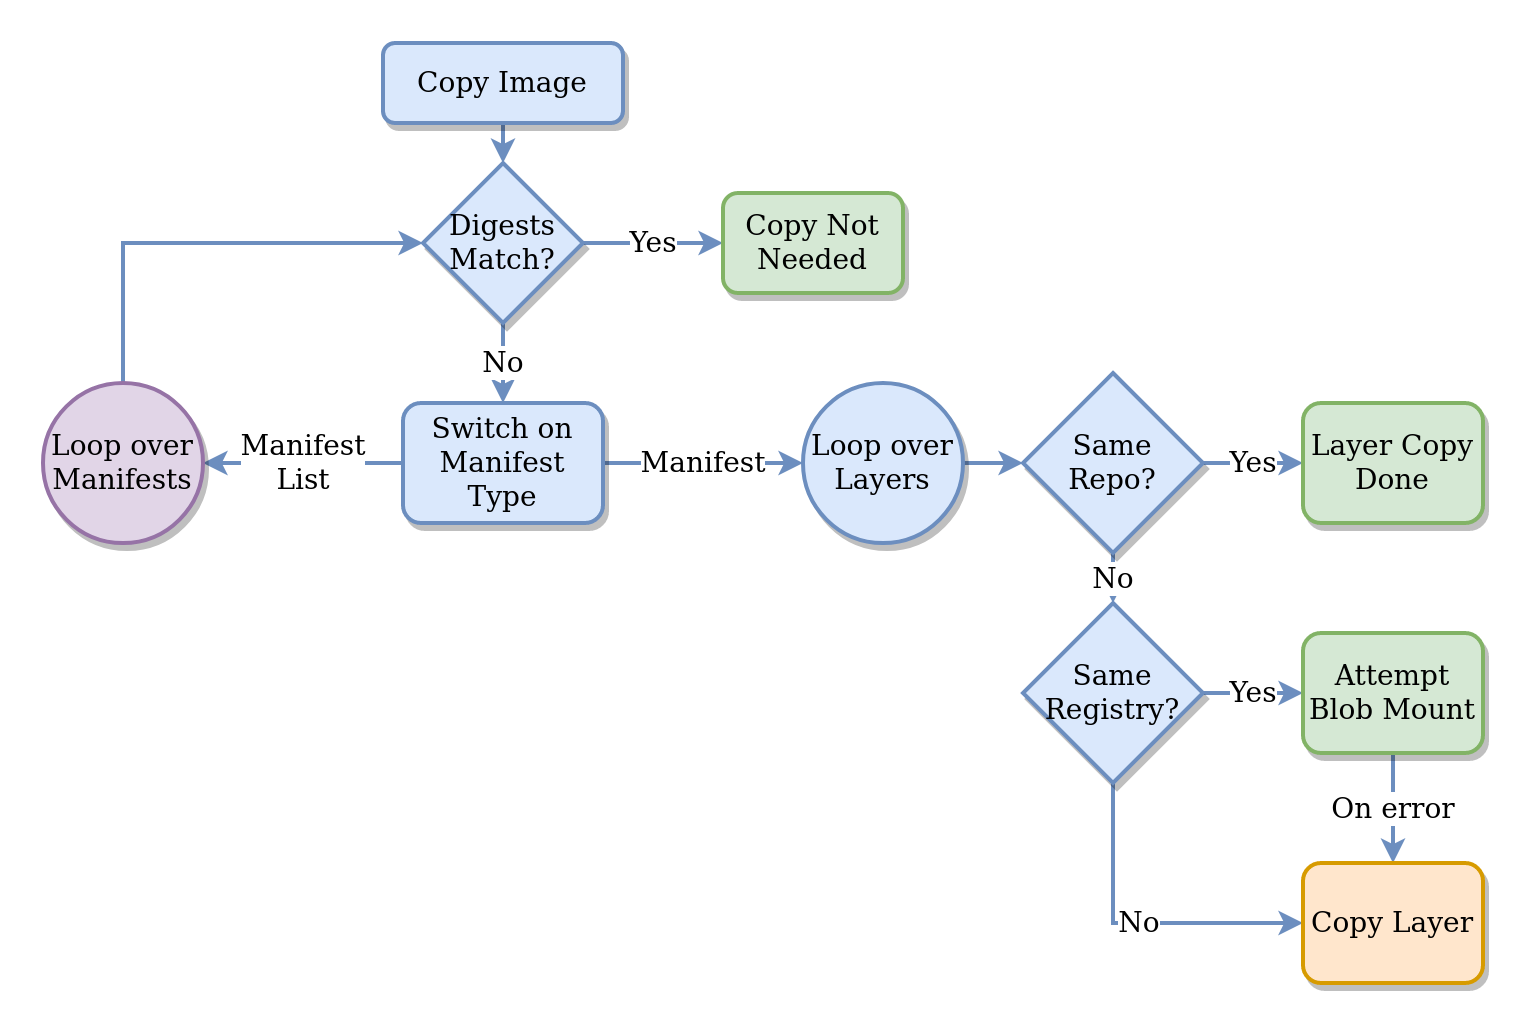 Copy Image
Digests
Match?
Yes
Copy Not
Needed
No
Loop over
Manifests
Manifest
List
Switch on
Manifest
Type
Manifest
Loop over
Layers
Same
Repo?
Yes
Layer Copy
Done
No
Same
Registry?
Yes
Attempt
Blob Mount
On error
No
Copy Layer